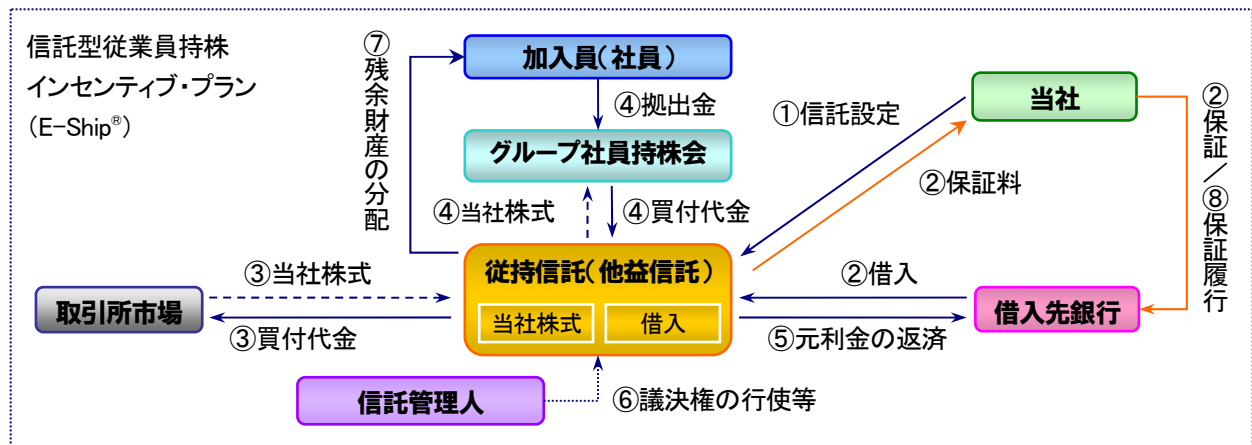 信託型従業員持株
インセンティブ・プラン
(E-Ship®)
⑦残余財産の分配
加入員(社員)
④拠出金
グループ社員持株会
④当社株式
④買付代金
①信託設定
②保証料
当社
②保証／⑧保証履行
従持信託(他益信託)
当社株式
借入
③当社株式
取引所市場
③買付代金
②借入
⑤元利金の返済
借入先銀行
信託管理人
⑥議決権の行使等